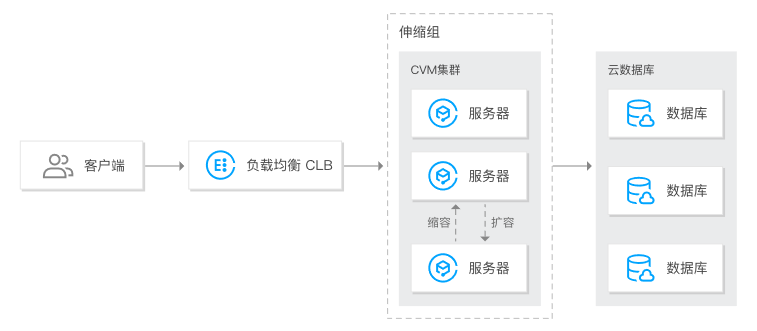 伸缩组
CVM集群
云数据库
服务器
数据库
客户端
负载均衡 CLB
服务器
数据库
缩容
扩容
服务器
数据库